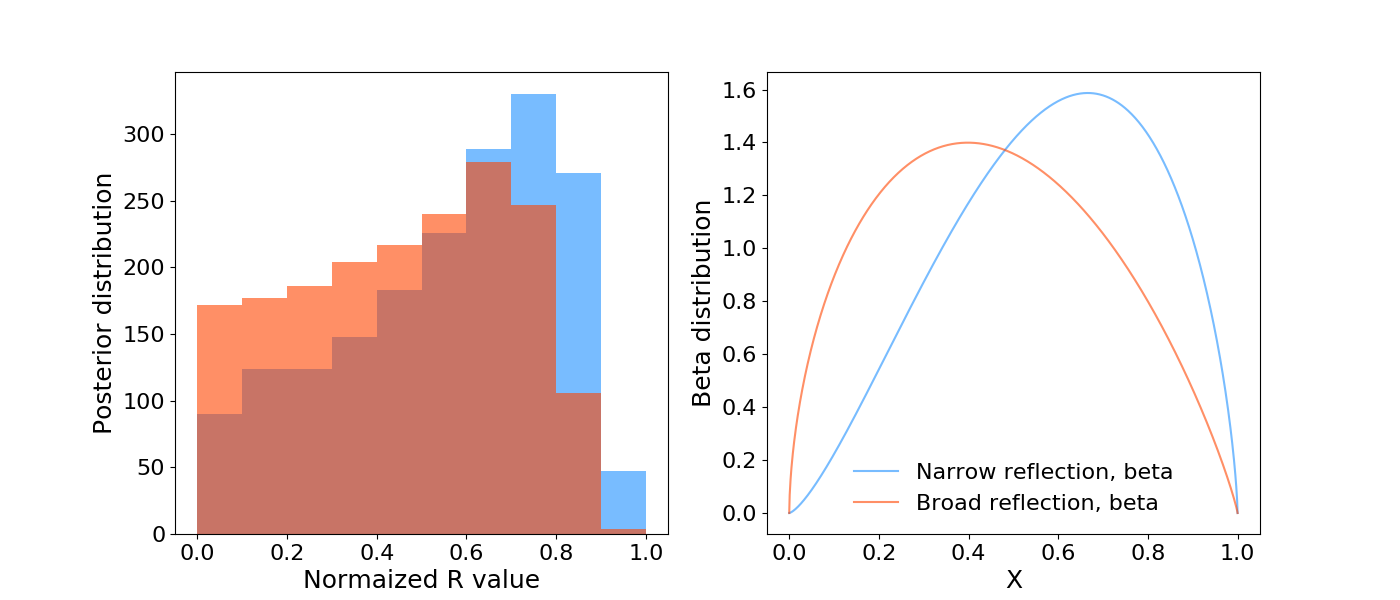 Posterior distribution
300
250
200
150
100
50
0
0.0 0.2 0.4 0.6 0.8 1.0
Normaized R value
Beta distribution
1.6
1.4
1.2
1.0
0.8
0.6
0.4
0.2
0.0
Narrow reflection, beta
Broad reflection, beta
0.0 0.2 0.4 0.6 0.8 1.0
X